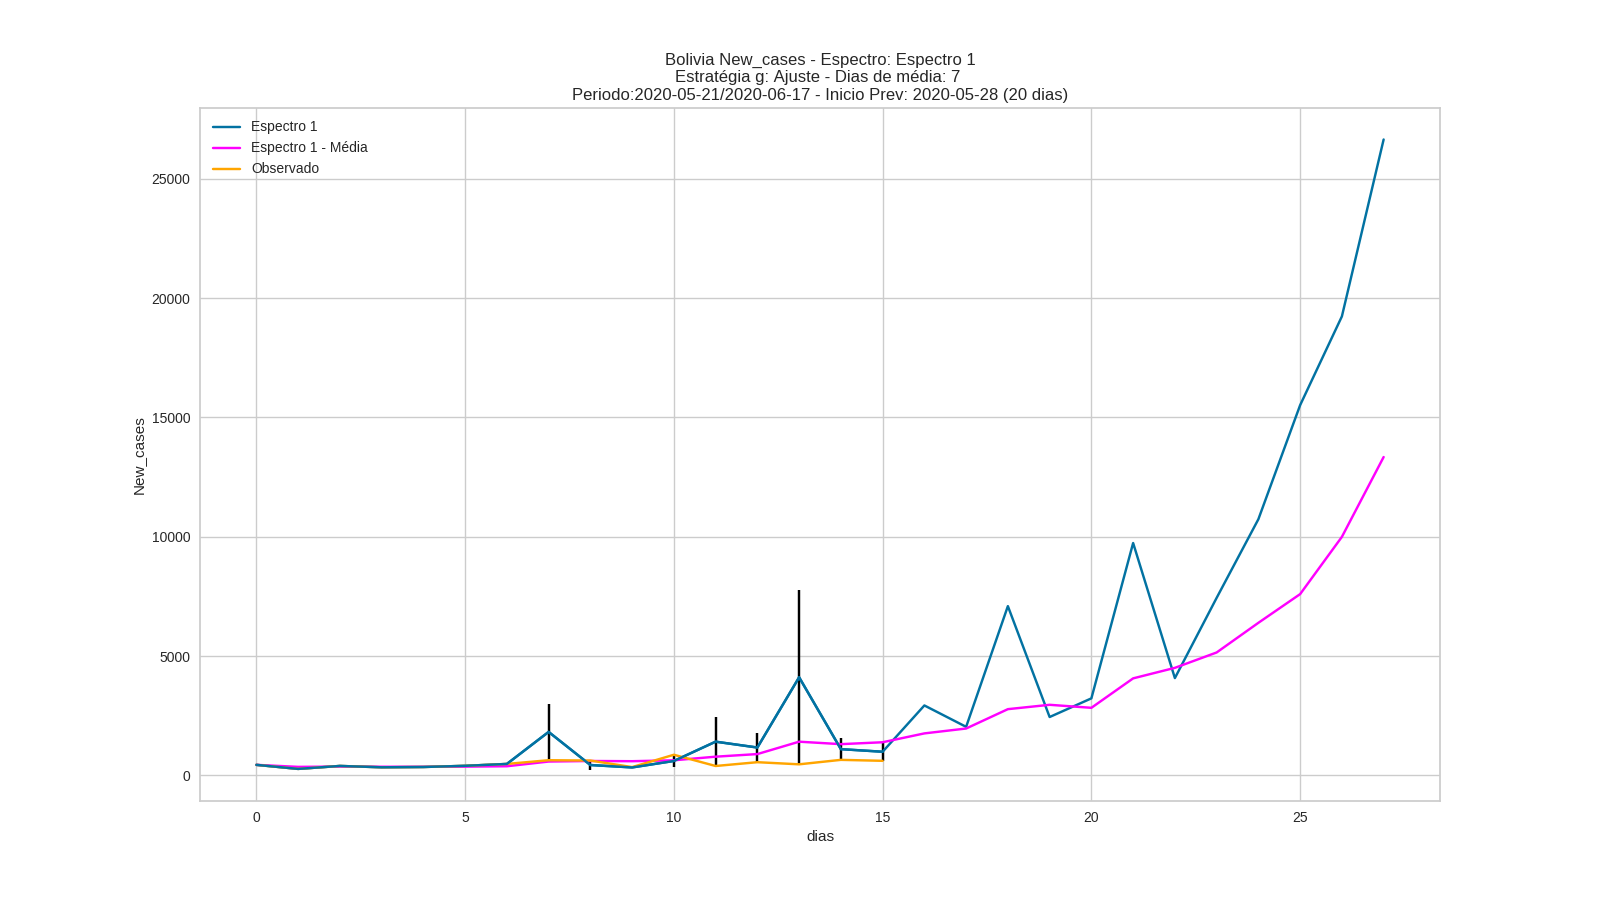 Bolivia New_cases - Espectro: Espectro 1
Estratégia g: Ajuste - Dias de média: 7
Periodo:2020-05-21/2020-06-17 - Inicio Prev: 2020-05-28 (20 dias)
Espectro 1
Espectro 1 - Média
Observado
25000
20000
15000
10000
5000
0
New_cases
0 5 10 15 20 25
dias